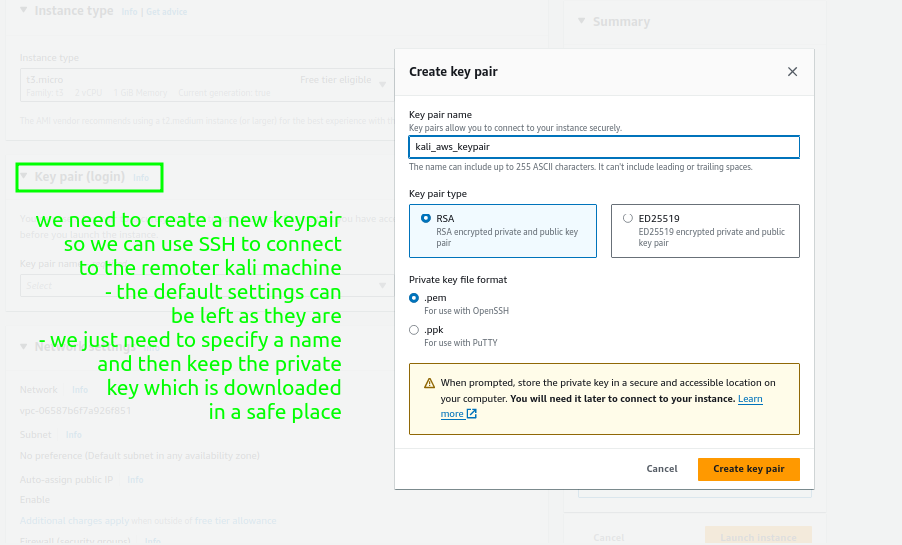 Instance type Info | Get advice
Instance type
t3.micro Free tier eligible
Family: t3 2 vCPU 1 GiB Memory Current generation: true
The AMI vendor recommends using a t2.medium instance (or larger) for the best experience with th
Key pair (login) Info
before you launch the instance.
Key pair name
Select
Network settings
Network Info
vpc-06587b6f7a926f851
Subnet Info
No preference (Default subnet in any availability zone)
Auto-assign public IP Info
Enable
Additional charges apply when outside of free tier allowance
Firewall (security groups) Info
we need to create a new keypair
so we can use SSH to connect
to the remoter kali machine
- the default settings can
be left as they are
- we just need to specify a name
and then keep the private
key which is downloaded
in a safe place
Summary
Create key pair
Key pair name
Key pairs allow you to connect to your instance securely.
kali_aws_keypair
The name can include up to 255 ASCII characters. It can't include leading or trailing spaces.
Key pair type
RSA
RSA encrypted private and public key
pair
ED25519
ED25519 encrypted private and public
key pair
Private key file format
.pem
For use with OpenSSH
.ppk
For use with PuTTY
When prompted, store the private key in a secure and accessible location on
your computer. You will need it later to connect to your instance. Learn
more
Cancel Create key pair
Cancel Launch instance